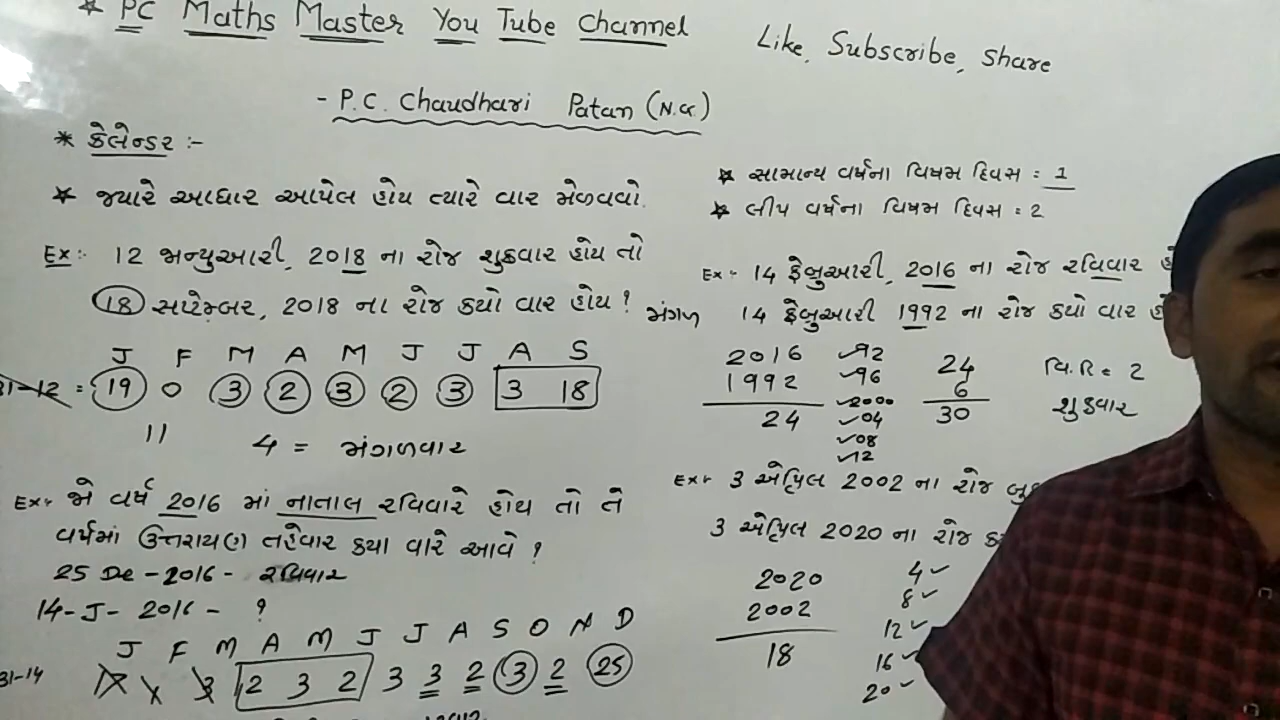 * PC Maths Master You Tube Channel
Like, Subscribe, Share
- P.C. Chaudhari Patan (N.G.)
* કેલેન્ડર :-
* જ્યારે આધાર આપેલ હોય ત્યારે વાર મેળવવો.
Ex:- 12 જાન્યુઆરી, 2018 ના રોજ શુક્રવાર હોય તો
18 સપ્ટેમ્બર, 2018 ના રોજ કયો વાર હોય ? મંગળ
J F M A M J J A S
31-12 = 19 0 3 2 3 2 3 3 18
11 4 = મંગળવાર
Ex:- જો વર્ષ 2016 માં નાતાલ રવિવારે હોય તો તે
વર્ષમાં ઉત્તરાયણ તહેવાર કયા વારે આવે ?
25 De - 2016 - રવિવાર
14 - J - 2016 - ?
J F M A M J J A S O N D
31-14 17 1 3 2 3 2 3 3 2 3 2 25
* સામાન્ય વર્ષના વિષમ દિવસ = 1
* લીપ વર્ષના વિષમ દિવસ = 2
Ex:- 14 ફેબ્રુઆરી, 2016 ના રોજ રવિવાર
14 ફેબ્રુઆરી 1992 ના રોજ કયો વાર
2016 92 24 વિ.દિ = 2
1992 96 6 શુક્રવાર
24 2000 30
04
08
12
Ex:- 3 એપ્રિલ 2002 ના રોજ
3 એપ્રિલ 2020 ના રોજ
2020 4
2002 8
18 12
16
20